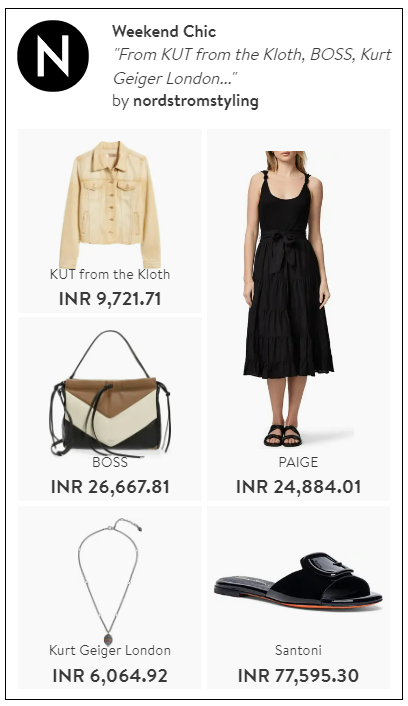 N
Weekend Chic
"From KUT from the Kloth, BOSS, Kurt
Geiger London..."
by nordstromstyling
KUT from the Kloth
INR 9,721.71
BOSS
INR 26,667.81
PAIGE
INR 24,884.01
Kurt Geiger London
INR 6,064.92
Santoni
INR 77,595.30